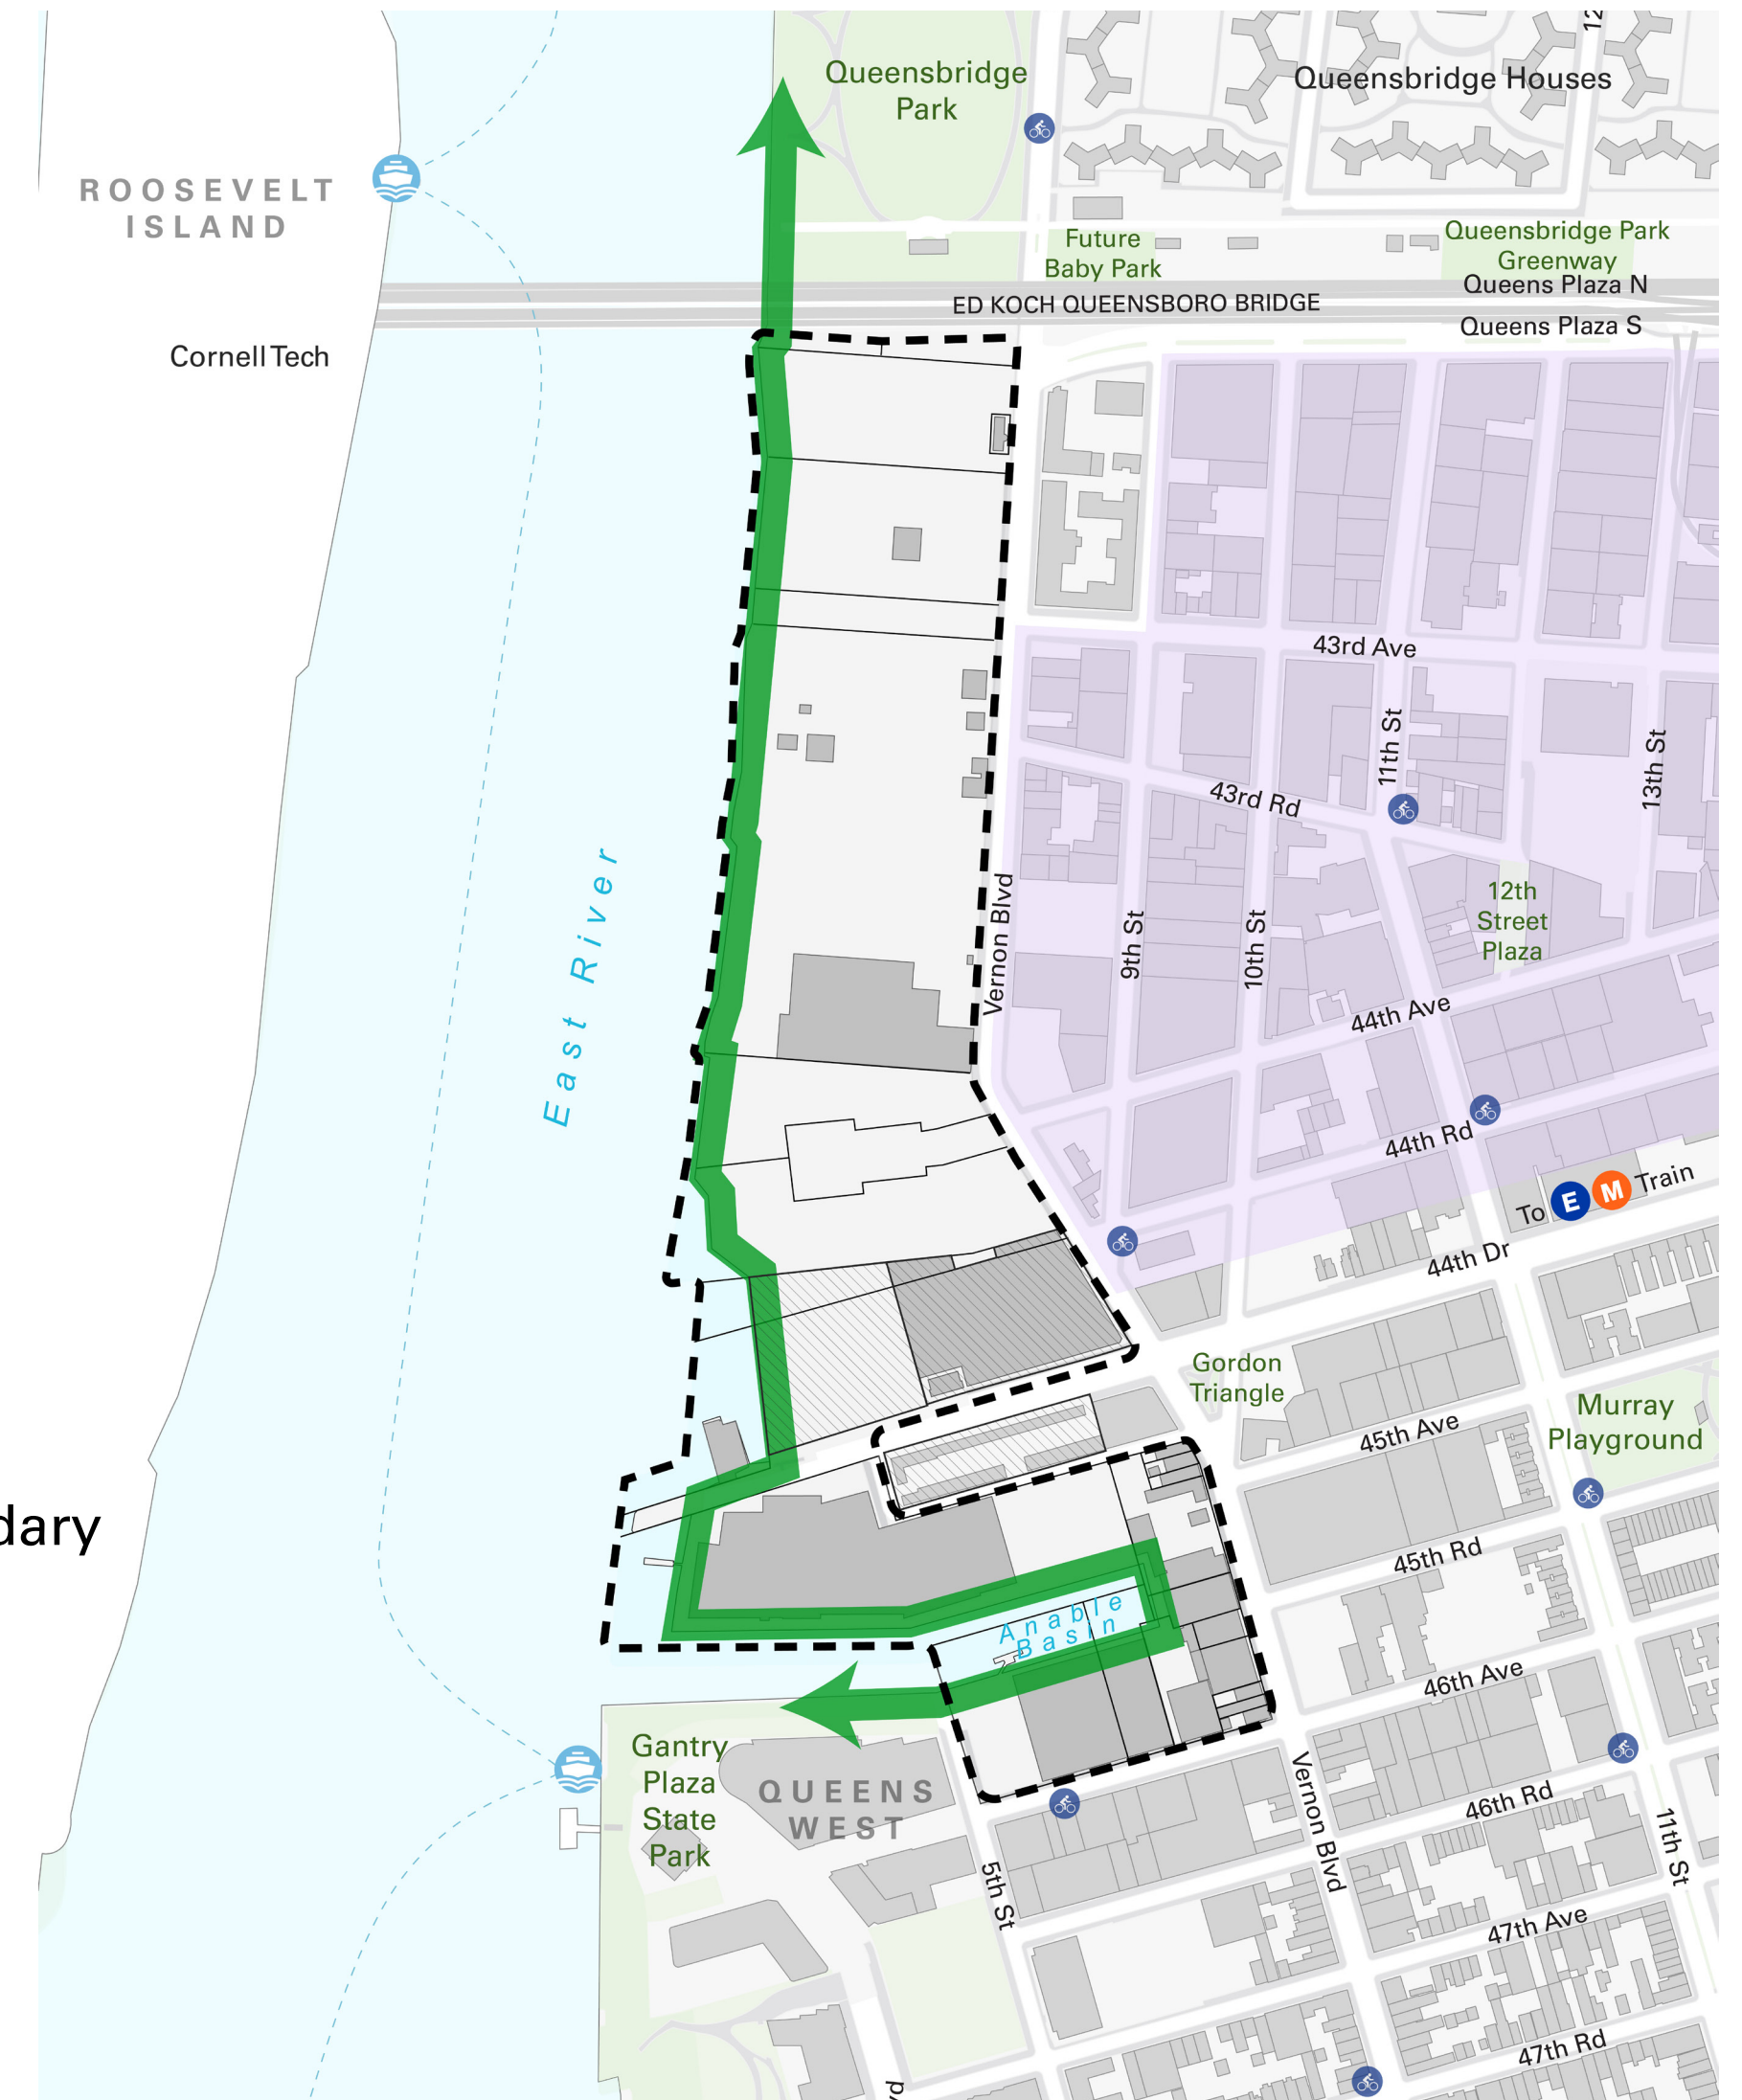 Queensbridge
Park
Queensbridge Houses
12
ROOSEVELT
ISLAND
Future
Baby Park
Queensbridge Park
Greenway
Queens Plaza N
ED KOCH QUEENSBORO BRIDGE
Queens Plaza S
Cornell Tech
43rd Ave
11th St
13th St
43rd Rd
East River
Vernon Blvd
9th St
10th St
12th
Street
Plaza
44th Ave
44th Rd
To E M Train
44th Dr
Gordon
Triangle
45th Ave
Murray
Playground
dary
45th Rd
Anable
Basin
46th Ave
Gantry
Plaza
State
Park
QUEENS
WEST
Vernon Blvd
46th Rd
11th St
5th St
47th Ave
47th Rd